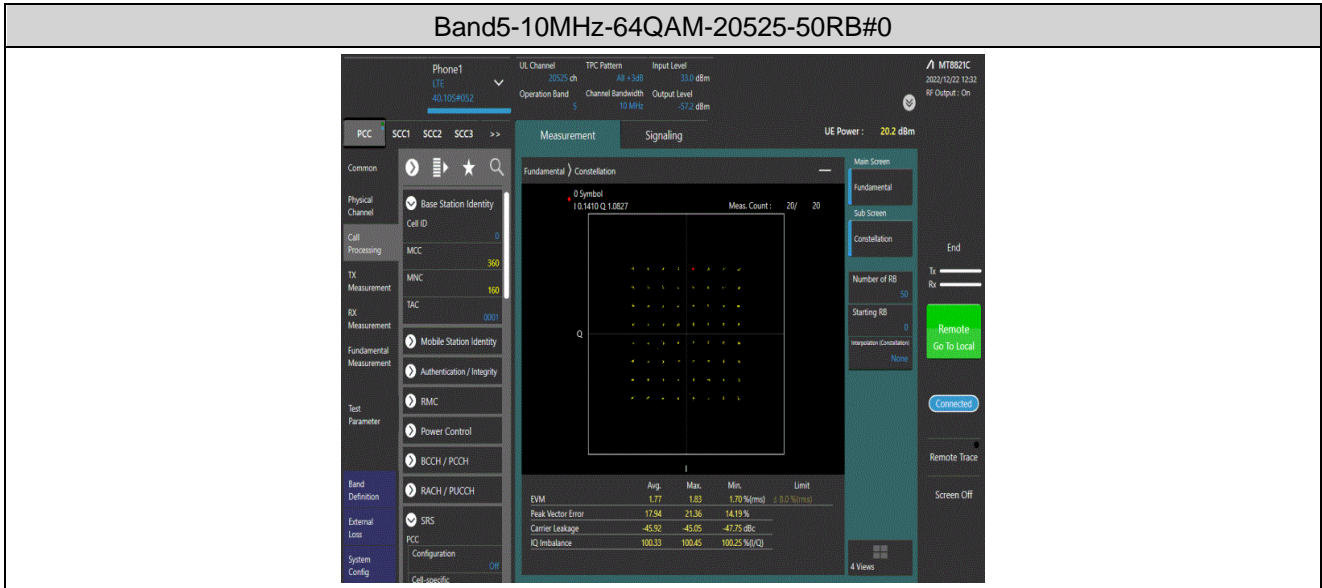 Band5-10MHz-64QAM-20525-50RB#0
Phone1
LTE
40.10S#052
UL Channel TPC Pattern Input Level
20525 ch All +3dB 33.0 dBm
Operation Band Channel Bandwidth Output Level
5 10 MHz -57.2 dBm
MT8821C
2022/12/22 12:32
RF Output : On
PCC SCC1 SCC2 SCC3 >>
Measurement Signaling
UE Power : 20.2 dBm
Common
Physical
Channel
Call
Processing
TX
Measurement
RX
Measurement
Fundamental
Measurement
Test
Parameter
Band
Definition
External
Loss
System
Config
Base Station Identity
Cell ID
0
MCC
360
MNC
160
TAC
0001
Mobile Station Identity
Authentication / Integrity
RMC
Power Control
BCCH / PCCH
RACH / PUCCH
SRS
PCC
Configuration
Off
Cell-specific
Fundamental 〉 Constellation
0 Symbol
I 0.1410 Q 1.0827 Meas. Count : 20/ 20
Q
I
Avg. Max. Min. Limit
EVM 1.77 1.83 1.70 %(rms) ≤ 8.0 %(rms)
Peak Vector Error 17.94 21.36 14.19 %
Carrier Leakage -45.92 -45.05 -47.75 dBc
IQ Imbalance 100.33 100.45 100.25 %(I/Q)
Main Screen
Fundamental
Sub Screen
Constellation
Number of RB
50
Starting RB
0
Interpolation (Constellation)
None
4 Views
End
Tx
Rx
Remote
Go To Local
Connected
Remote Trace
Screen Off